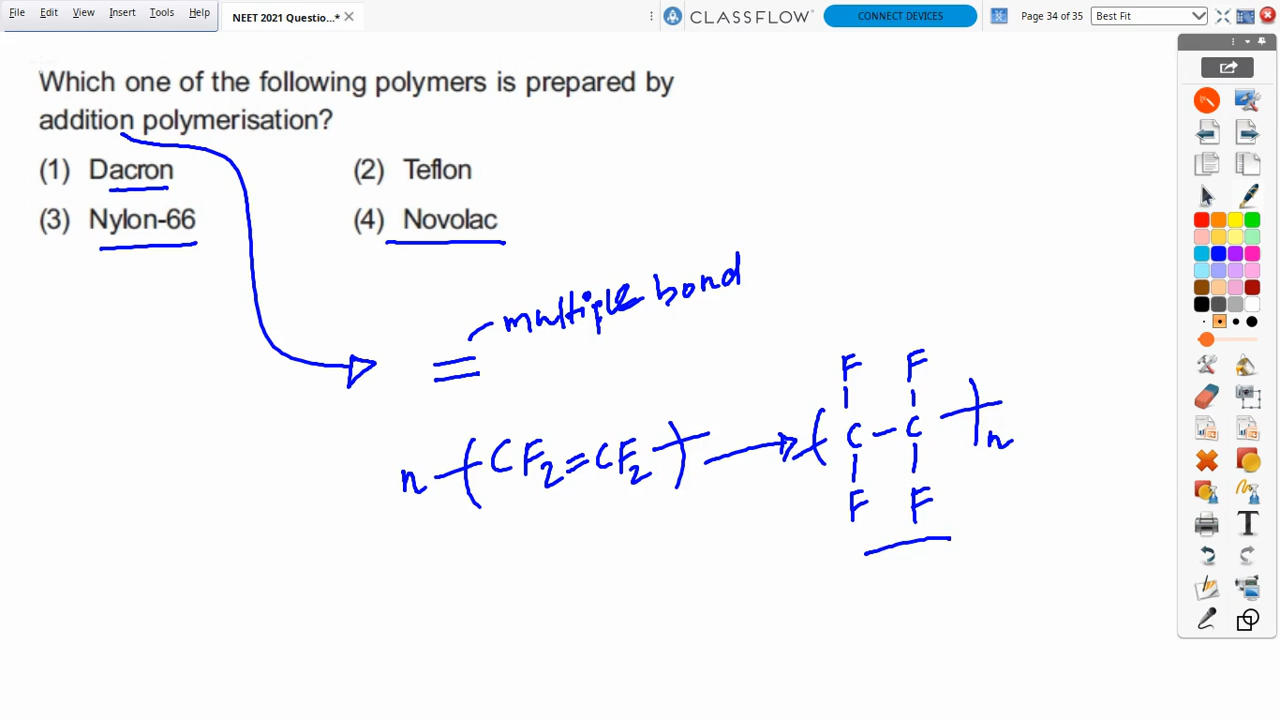 File Edit View Insert Tools Help
NEET 2021 Questio...*
CLASSFLOW
CONNECT DEVICES
Page 34 of 35
Best Fit
Which one of the following polymers is prepared by
addition polymerisation?
(1) Dacron (2) Teflon
(3) Nylon-66 (4) Novolac
multiple bond
F F
n ( CF2=CF2 ) → ( C - C )n
F F
T